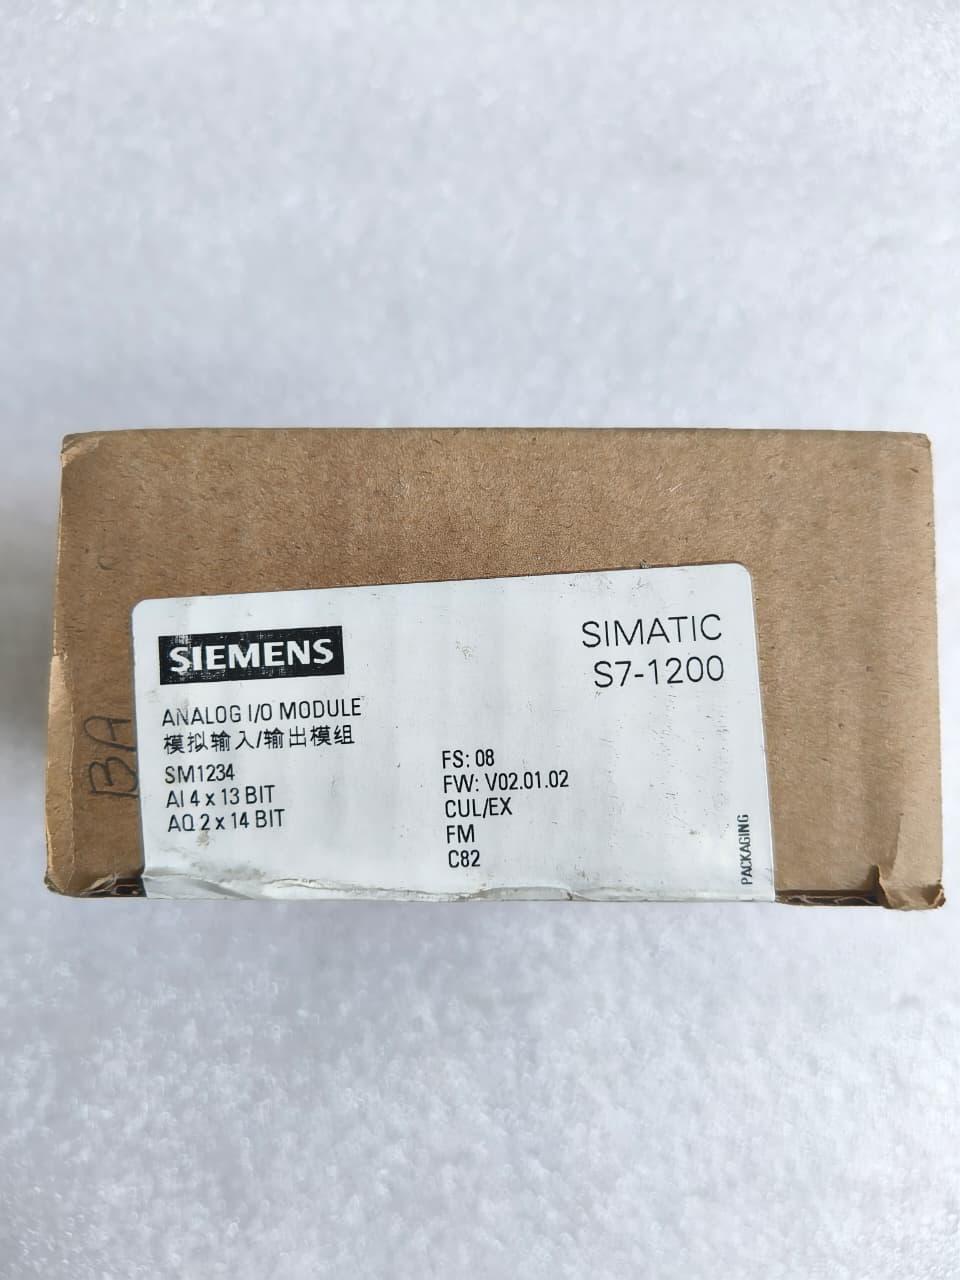 SIEMENS
SIMATIC
S7-1200
ANALOG I/O MODULE
模拟输入/输出模组
SM1234
AI 4 x 13 BIT
AQ 2 x 14 BIT
FS: 08
FW: V02.01.02
CUL/EX
FM
C82
PACKAGING
BA